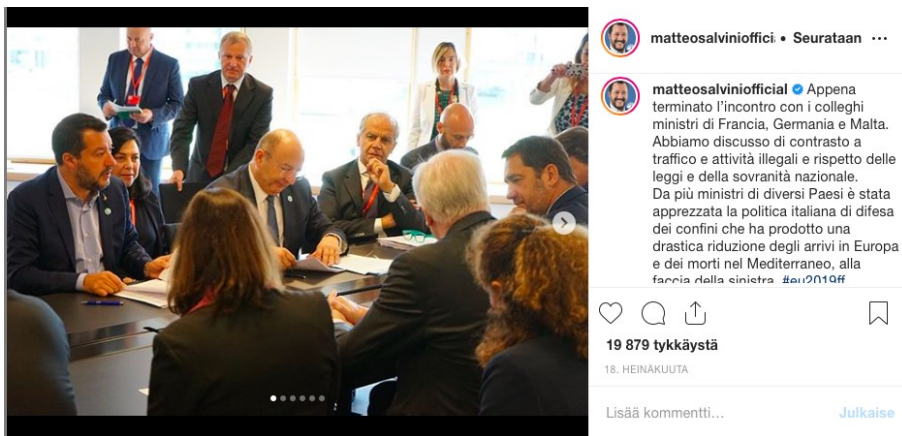 matteosalvinioffici • Seurataan ...
matteosalviniofficial Appena
terminato l'incontro con i colleghi
ministri di Francia, Germania e Malta.
Abbiamo discusso di contrasto a
traffico e attività illegali e rispetto delle
leggi e della sovranità nazionale.
Da più ministri di diversi Paesi è stata
apprezzata la politica italiana di difesa
dei confini che ha prodotto una
drastica riduzione degli arrivi in Europa
e dei morti nel Mediterraneo, alla
faccia della sinistra. #eu2019ff
19 879 tykkäystä
18. HEINÄKUUTA
Lisää kommentti... Julkaise